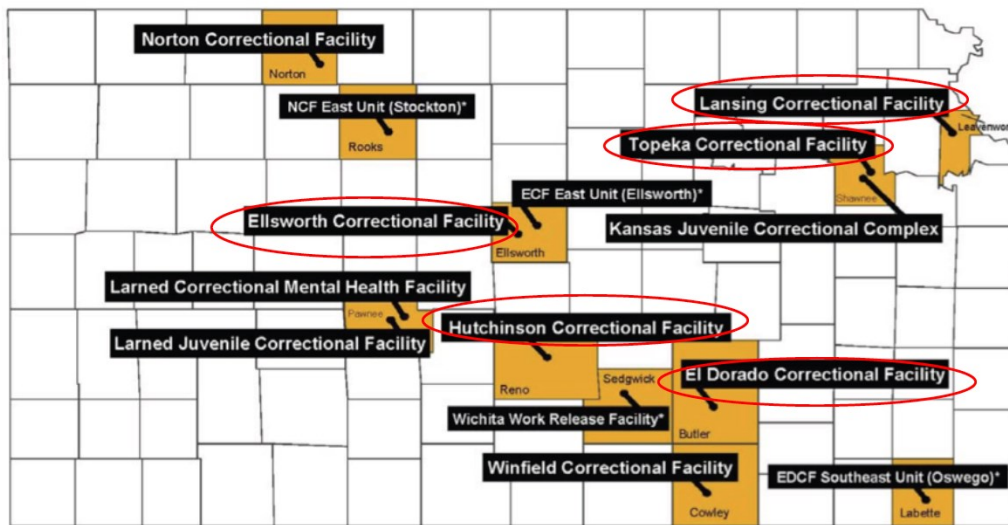 Norton Correctional Facility
Norton
NCF East Unit (Stockton)*
Rooks
Lansing Correctional Facility
Leavenwor
Topeka Correctional Facility
Shawnee
ECF East Unit (Ellsworth)*
Ellsworth Correctional Facility
Ellsworth
Kansas Juvenile Correctional Complex
Larned Correctional Mental Health Facility
Pawnee
Larned Juvenile Correctional Facility
Hutchinson Correctional Facility
Reno
Sedgwick
El Dorado Correctional Facility
Wichita Work Release Facility*
Butler
Winfield Correctional Facility
Cowley
EDCF Southeast Unit (Oswego)*
Labette